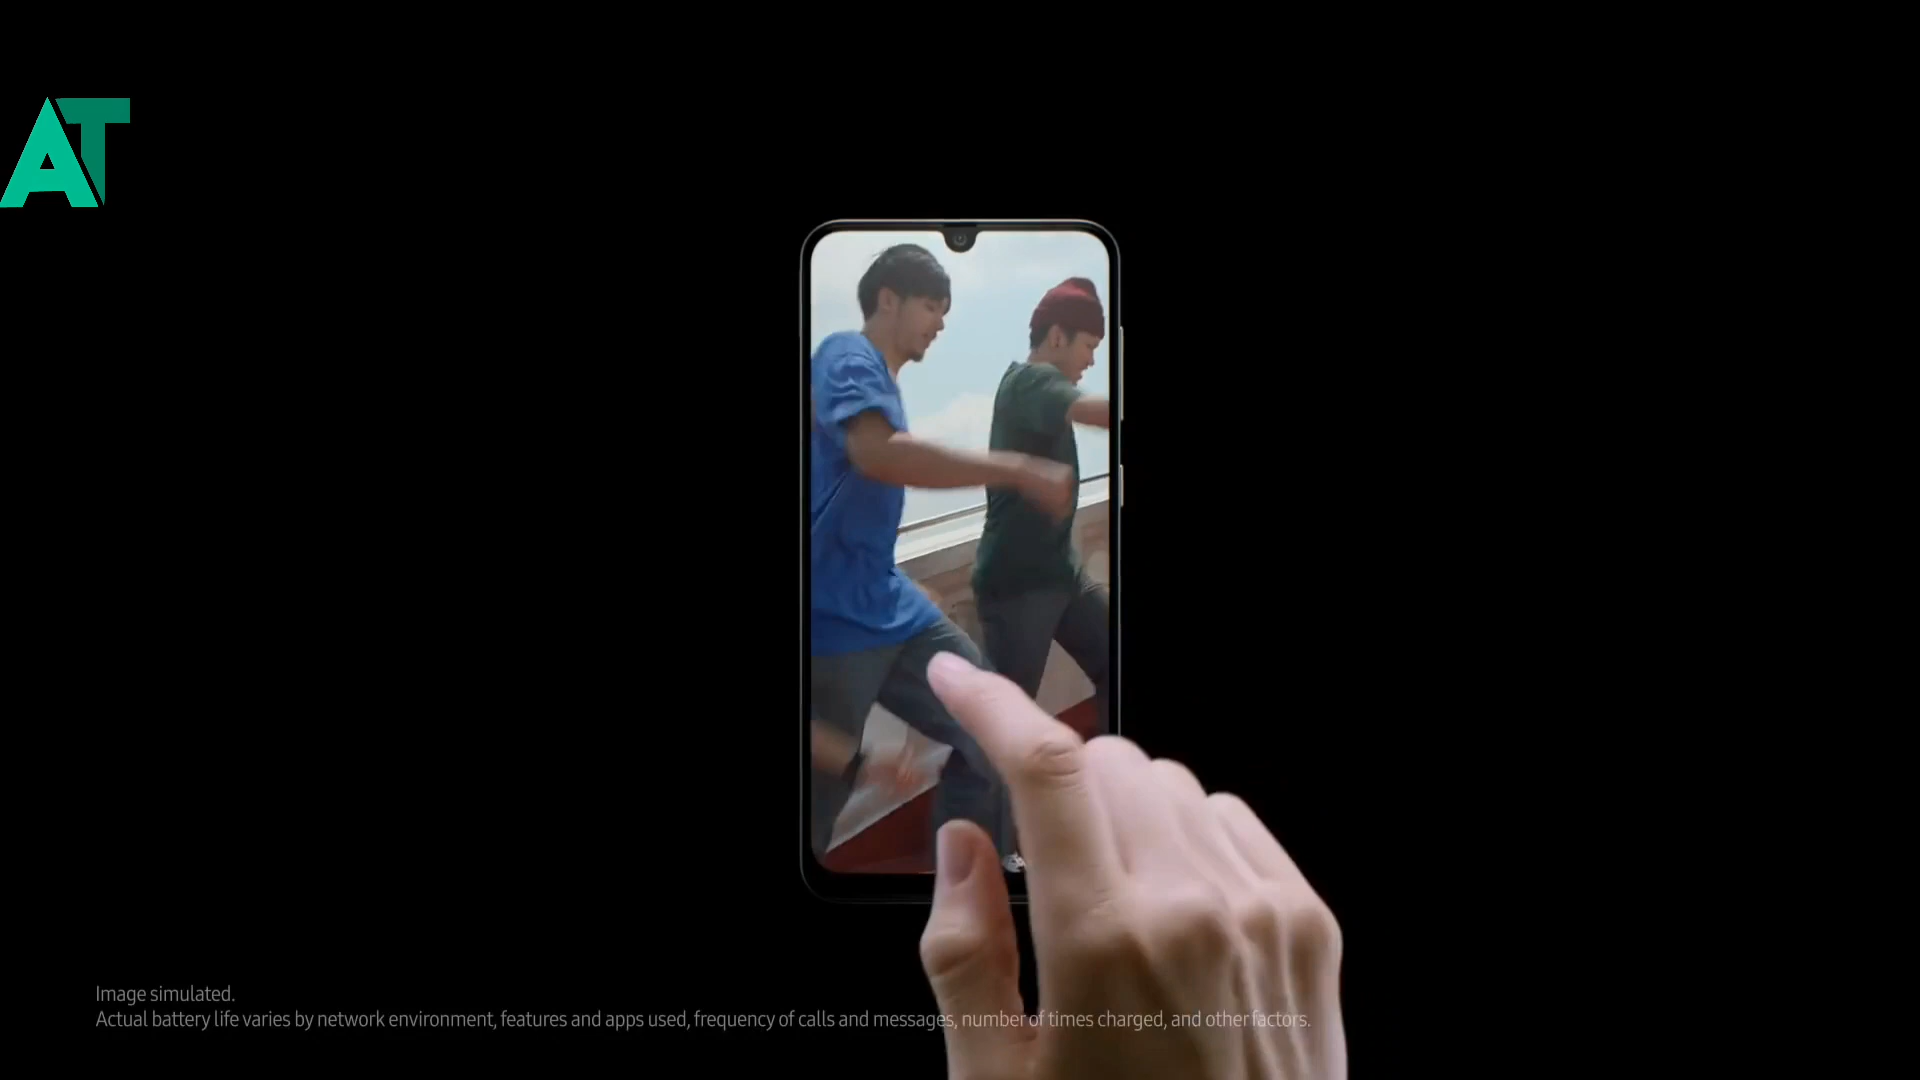 AT
Image simulated.
Actual battery life varies by network environment, features and apps used, frequency of calls and messages, number of times charged, and other factors.